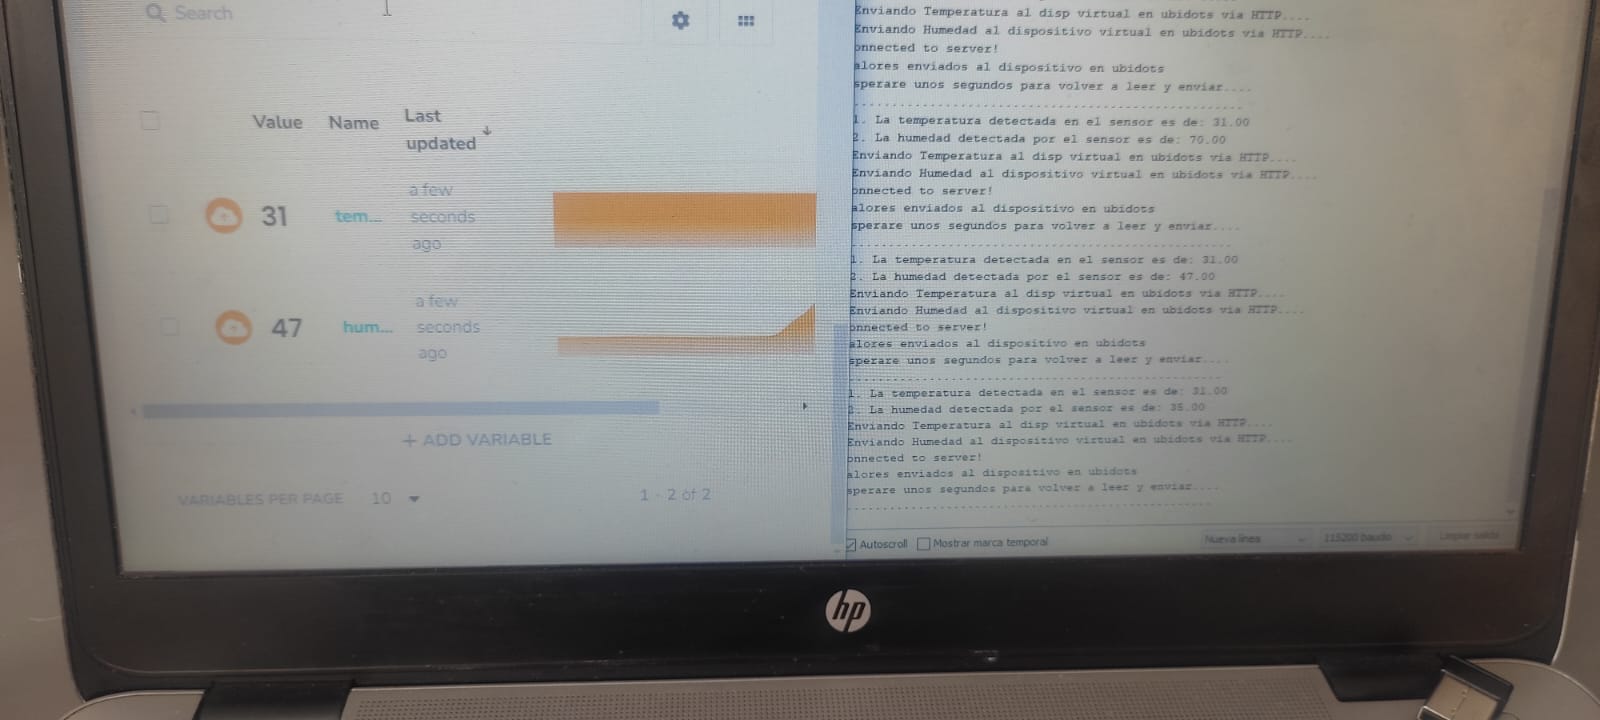 Search
Value Name Last updated
31 tem... a few seconds ago
47 hum... a few seconds ago
+ ADD VARIABLE
VARIABLES PER PAGE 10
1 - 2 of 2
Enviando Temperatura al disp virtual en ubidots via HTTP....
Enviando Humedad al dispositivo virtual en ubidots via HTTP....
onnected to server!
alores enviados al dispositivo en ubidots
sperare unos segundos para volver a leer y enviar....
1. La temperatura detectada en el sensor es de: 31.00
2. La humedad detectada por el sensor es de: 70.00
Enviando Temperatura al disp virtual en ubidots via HTTP....
Enviando Humedad al dispositivo virtual en ubidots via HTTP....
onnected to server!
alores enviados al dispositivo en ubidots
sperare unos segundos para volver a leer y enviar....
1. La temperatura detectada en el sensor es de: 31.00
2. La humedad detectada por el sensor es de: 47.00
Enviando Temperatura al disp virtual en ubidots via HTTP....
Enviando Humedad al dispositivo virtual en ubidots via HTTP....
onnected to server!
alores enviados al dispositivo en ubidots
sperare unos segundos para volver a leer y enviar....
1. La temperatura detectada en el sensor es de: 31.00
2. La humedad detectada por el sensor es de: 35.00
Enviando Temperatura al disp virtual en ubidots via HTTP....
Enviando Humedad al dispositivo virtual en ubidots via HTTP....
onnected to server!
alores enviados al dispositivo en ubidots
sperare unos segundos para volver a leer y enviar....
Autoscroll Mostrar marca temporal Nueva línea 115200 baudio Limpiar salida
hp